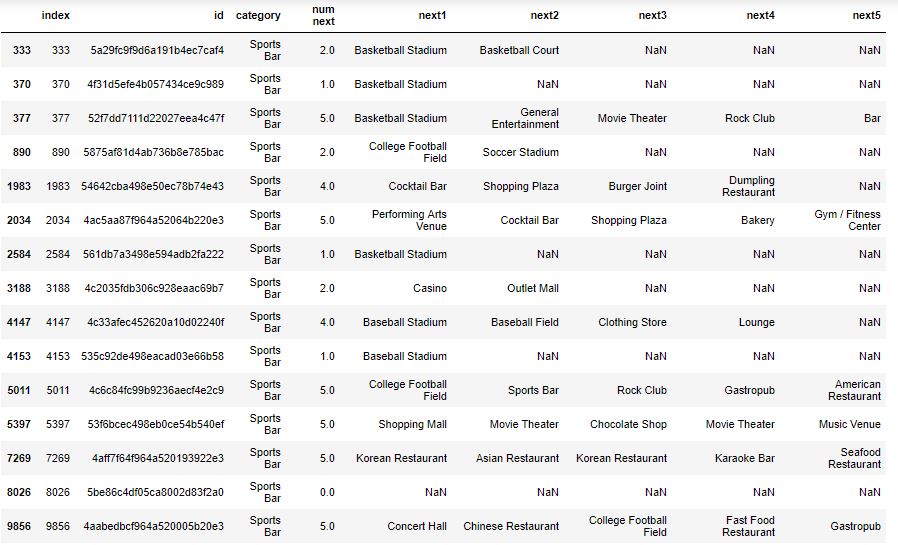 index id category num next next1 next2 next3 next4 next5
333 333 5a29fc9f9d6a191b4ec7caf4 Sports Bar 2.0 Basketball Stadium Basketball Court NaN NaN NaN
370 370 4f31d5efe4b057434ce9c989 Sports Bar 1.0 Basketball Stadium NaN NaN NaN NaN
377 377 52f7dd7111d22027eea4c47f Sports Bar 5.0 Basketball Stadium General Entertainment Movie Theater Rock Club Bar
890 890 5875af81d4ab736b8e785bac Sports Bar 2.0 College Football Field Soccer Stadium NaN NaN NaN
1983 1983 54642cba498e50ec78b74e43 Sports Bar 4.0 Cocktail Bar Shopping Plaza Burger Joint Dumpling Restaurant NaN
2034 2034 4ac5aa87f964a52064b220e3 Sports Bar 5.0 Performing Arts Venue Cocktail Bar Shopping Plaza Bakery Gym / Fitness Center
2584 2584 561db7a3498e594adb2fa222 Sports Bar 1.0 Basketball Stadium NaN NaN NaN NaN
3188 3188 4c2035fdb306c928eaac69b7 Sports Bar 2.0 Casino Outlet Mall NaN NaN NaN
4147 4147 4c33afec452620a10d02240f Sports Bar 4.0 Baseball Stadium Baseball Field Clothing Store Lounge NaN
4153 4153 535c92de498eacad03e66b58 Sports Bar 1.0 Baseball Stadium NaN NaN NaN NaN
5011 5011 4c6c84fc99b9236aecf4e2c9 Sports Bar 5.0 College Football Field Sports Bar Rock Club Gastropub American Restaurant
5397 5397 53f6bcec498eb0ce54b540ef Sports Bar 5.0 Shopping Mall Movie Theater Chocolate Shop Movie Theater Music Venue
7269 7269 4aff7f64f964a520193922e3 Sports Bar 5.0 Korean Restaurant Asian Restaurant Korean Restaurant Karaoke Bar Seafood Restaurant
8026 8026 5be86c4df05ca8002d83f2a0 Sports Bar 0.0 NaN NaN NaN NaN NaN
9856 9856 4aabedbcf964a520005b20e3 Sports Bar 5.0 Concert Hall Chinese Restaurant College Football Field Fast Food Restaurant Gastropub